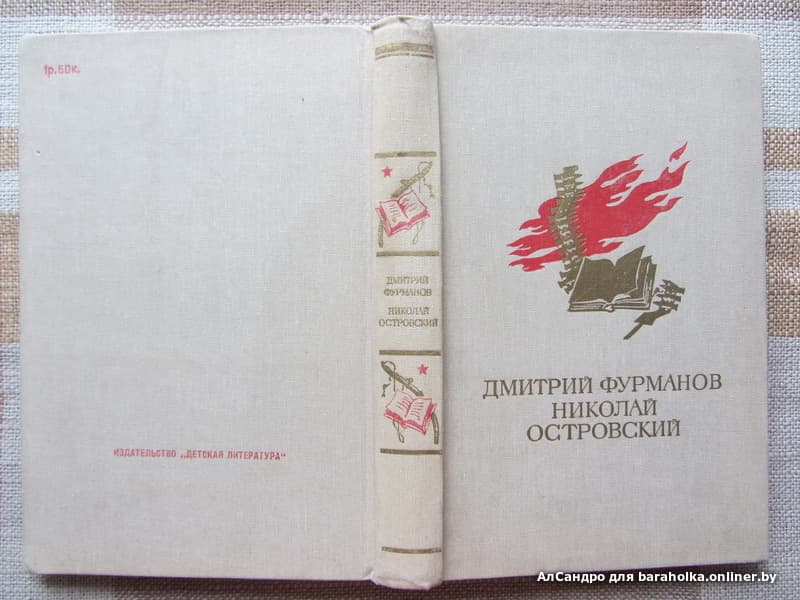 1р.50к.
ИЗДАТЕЛЬСТВО „ДЕТСКАЯ ЛИТЕРАТУРА“
ДМИТРИЙ
ФУРМАНОВ
НИКОЛАЙ
ОСТРОВСКИЙ
ДМИТРИЙ ФУРМАНОВ
НИКОЛАЙ
ОСТРОВСКИЙ
АлСандро для baraholka.onliner.by